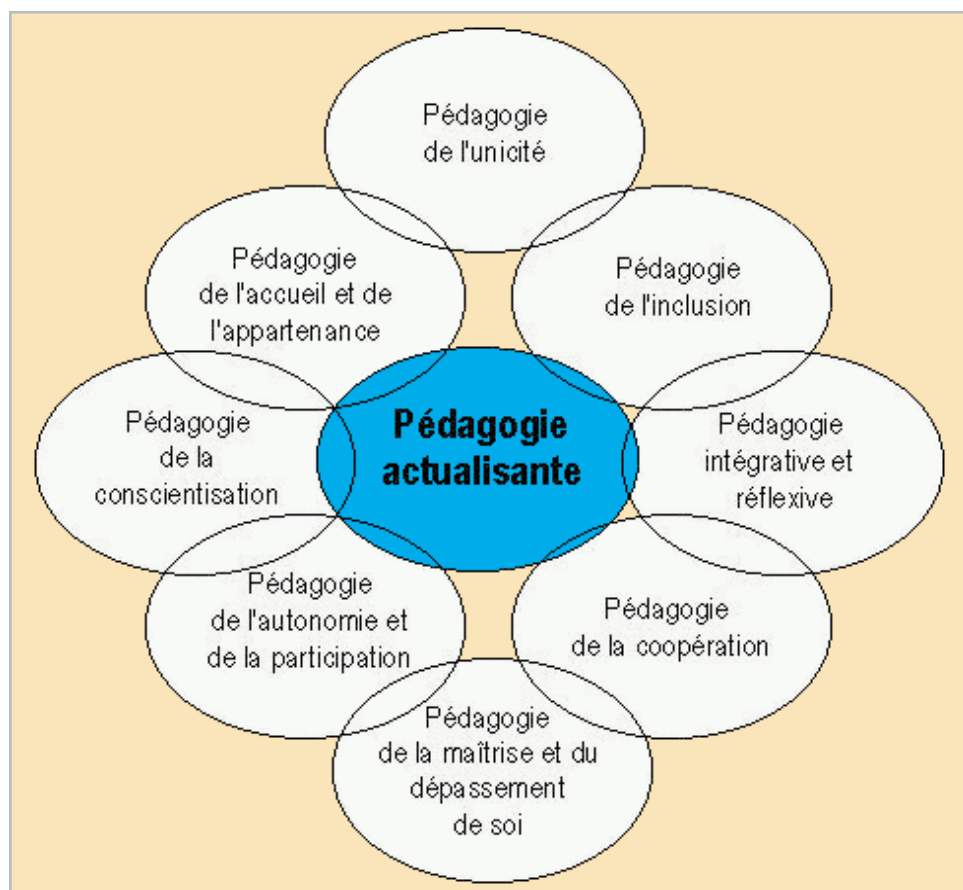 Pédagogie
de l'unicité
Pédagogie
de l'accueil et de
l'appartenance
Pédagogie
de l'inclusion
Pédagogie
actualisante
Pédagogie
de la
conscientisation
Pédagogie
intégrative et
réflexive
Pédagogie
de l'autonomie et
de la participation
Pédagogie
de la coopération
Pédagogie
de la maîtrise et du
dépassement
de soi